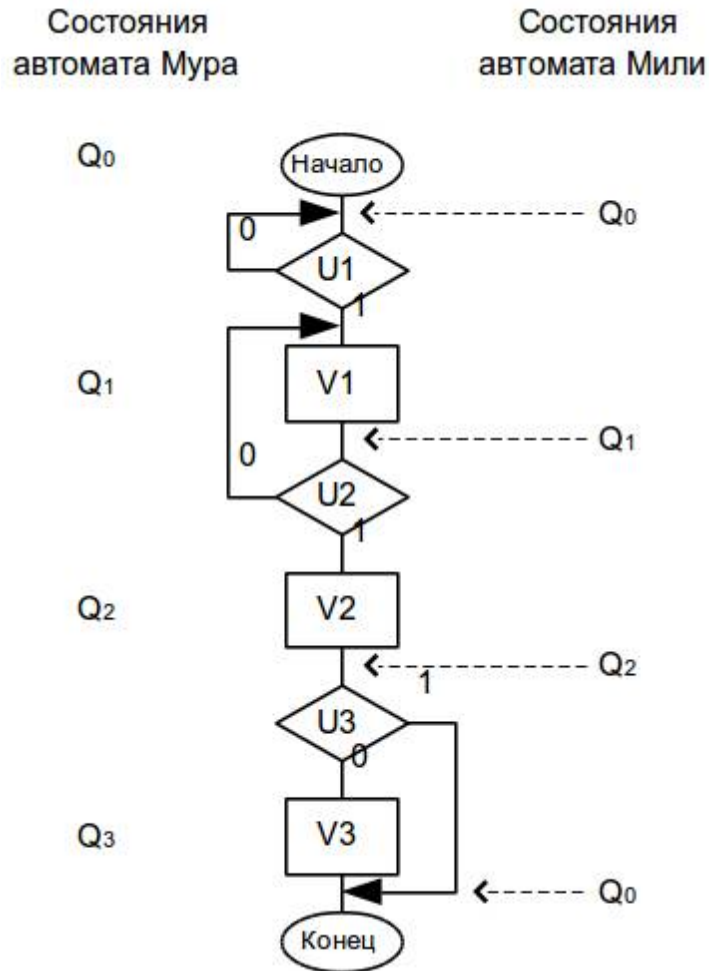 Состояния
автомата Мура
Состояния
автомата Мили
Q0
Начало
Q0
0
U1
1
Q1
V1
Q1
0
U2
1
Q2
V2
Q2
1
U3
0
Q3
V3
Q0
Конец